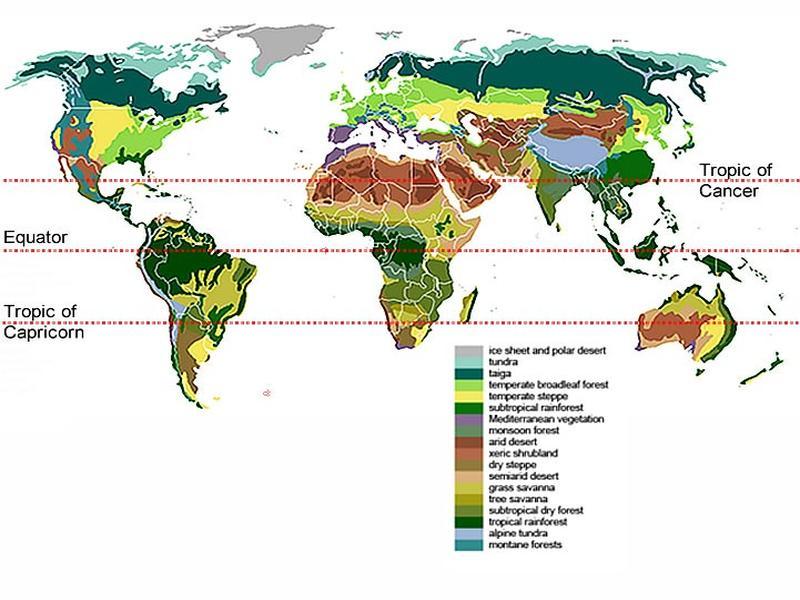 Tropic of
Cancer
Equator
Tropic of
Capricorn
ice sheet and polar desert
tundra
taiga
temperate broadleaf forest
temperate steppe
subtropical rainforest
Mediterranean vegetation
monsoon forest
arid desert
xeric shrubland
dry steppe
semiarid desert
grass savanna
tree savanna
subtropical dry forest
tropical rainforest
alpine tundra
montane forests